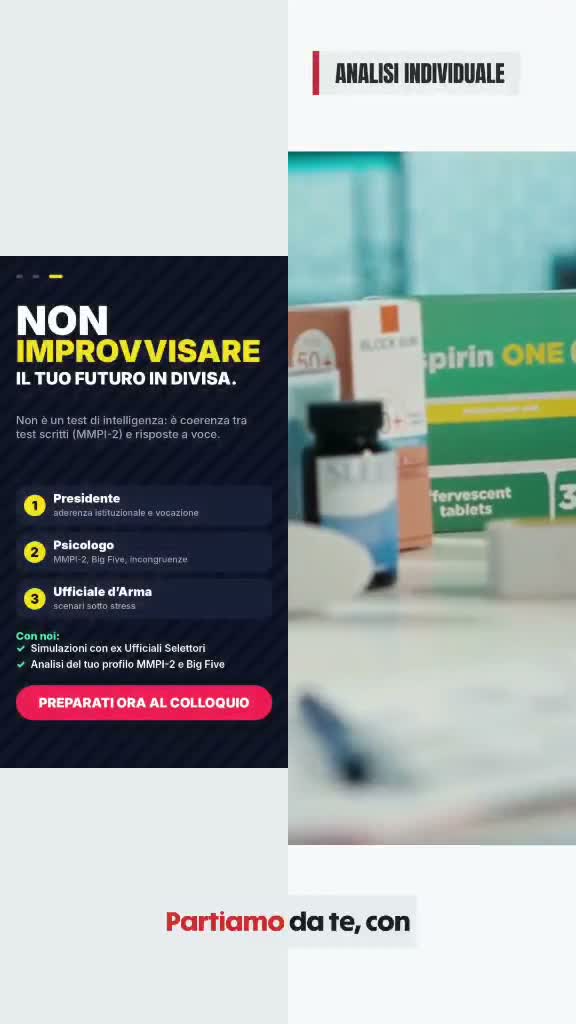 ANALISI INDIVIDUALE
NON
IMPROVVISARE
IL TUO FUTURO IN DIVISA.
Non è un test di intelligenza: è coerenza tra
test scritti (MMPI-2) e risposte a voce.
1 Presidente
aderenza istituzionale e vocazione
2 Psicologo
MMPI-2, Big Five, incongruenze
3 Ufficiale d'Arma
scenari sotto stress
Con noi:
✓ Simulazioni con ex Ufficiali Selettori
✓ Analisi del tuo profilo MMPI-2 e Big Five
PREPARATI ORA AL COLLOQUIO
50+
spirin ONE
effervescent
tablets
3
Partiamo da te, con